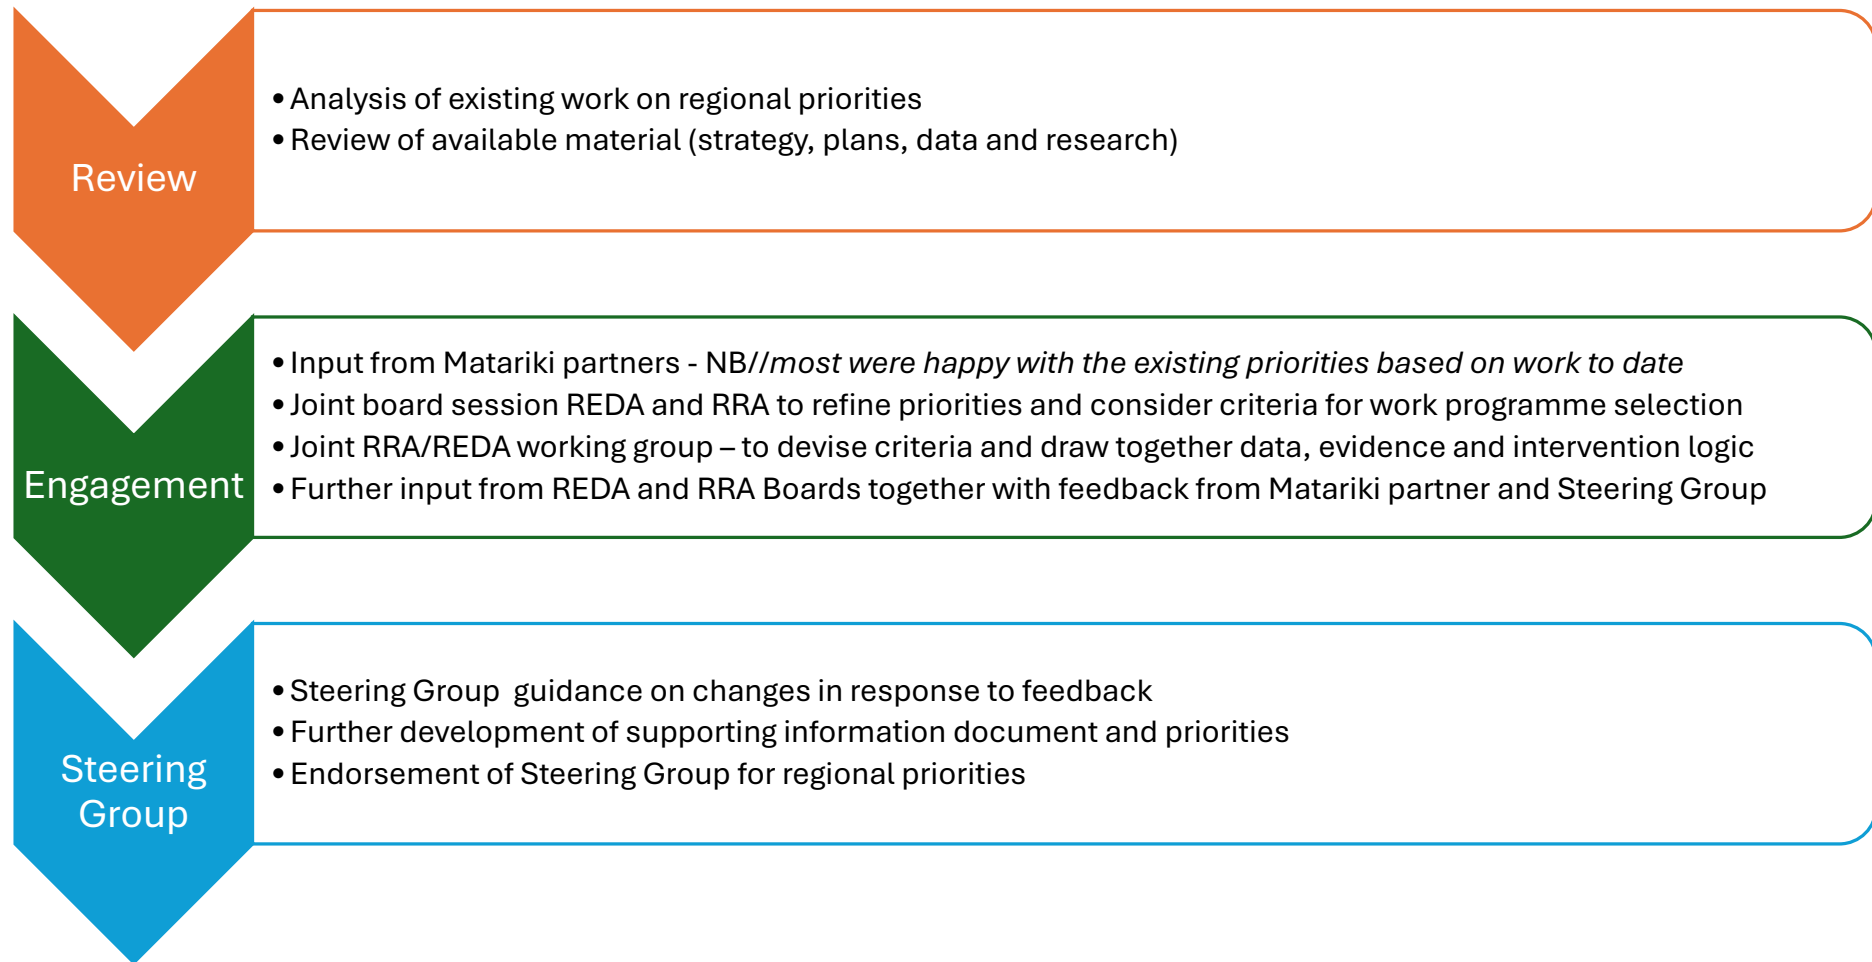 Review
• Analysis of existing work on regional priorities
• Review of available material (strategy, plans, data and research)
Engagement
• Input from Matariki partners - NB//most were happy with the existing priorities based on work to date
• Joint board session REDA and RRA to refine priorities and consider criteria for work programme selection
• Joint RRA/REDA working group – to devise criteria and draw together data, evidence and intervention logic
• Further input from REDA and RRA Boards together with feedback from Matariki partner and Steering Group
Steering
Group
• Steering Group  guidance on changes in response to feedback
• Further development of supporting information document and priorities
• Endorsement of Steering Group for regional priorities